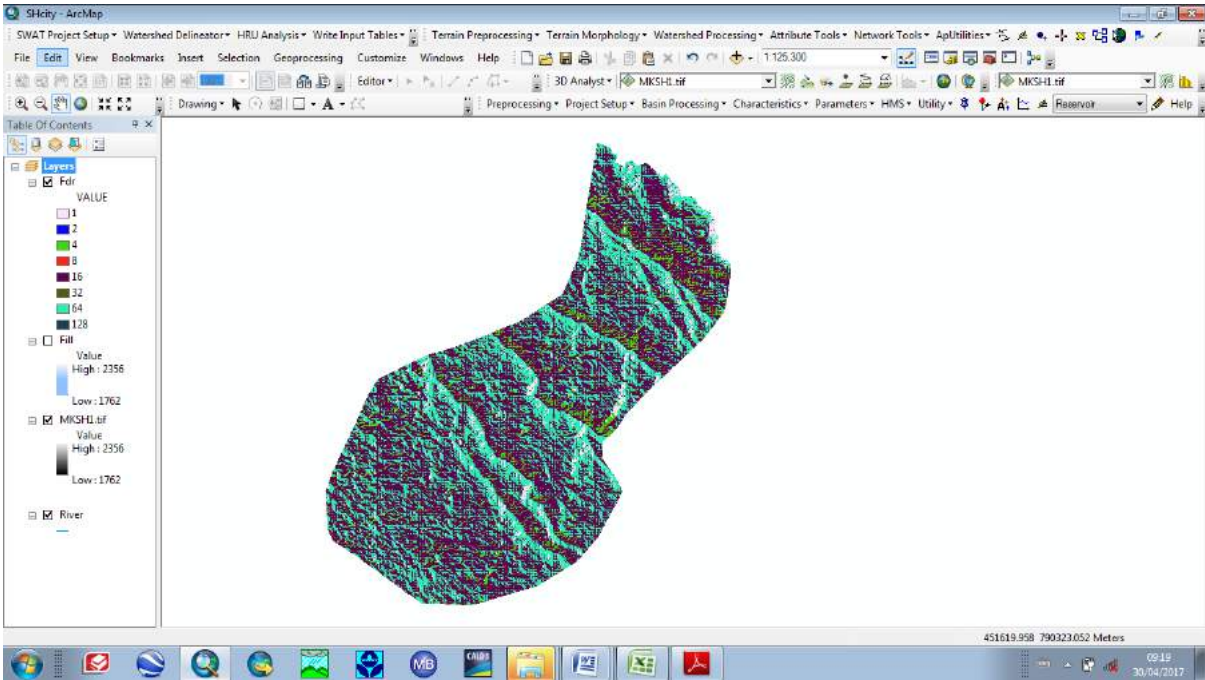 SHcity - ArcMap
SWAT Project Setup Watershed Delineator HRU Analysis Write Input Tables Terrain Preprocessing Terrain Morphology Watershed Processing Attribute Tools Network Tools ApUtilities
File Edit View Bookmarks Insert Selection Geoprocessing Customize Windows Help 1:125,300
Editor 3D Analyst MKSH1.tif MKSH1.tif
Drawing A Preprocessing Project Setup Basin Processing Characteristics Parameters HMS Utility Reservoir Help
Table Of Contents
Layers
Fdr
VALUE
1
2
4
8
16
32
64
128
Fill
Value
High : 2356
Low : 1762
MKSH1.tif
Value
High : 2356
Low : 1762
River
451619.958 790323.052 Meters
MB
09:19
30/04/2017